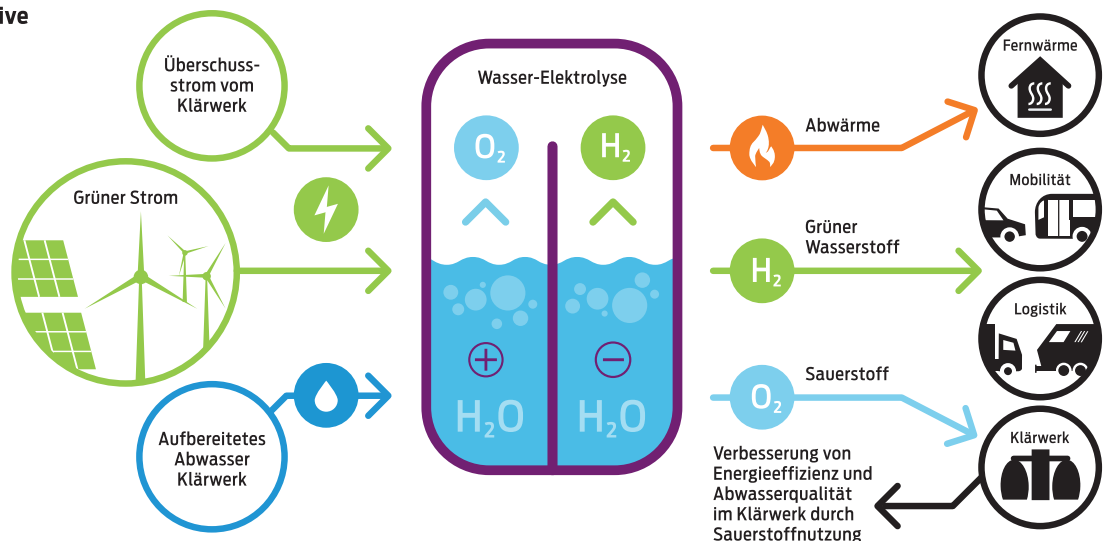 ive
Überschuss-
strom vom
Klärwerk
Grüner Strom
Aufbereitetes
Abwasser
Klärwerk
Wasser-Elektrolyse
O₂
H₂
H₂O
H₂O
Abwärme
H₂
Grüner
Wasserstoff
O₂
Sauerstoff
Fernwärme
Mobilität
Logistik
Klärwerk
Verbesserung von
Energieeffizienz und
Abwasserqualität
im Klärwerk durch
Sauerstoffnutzung